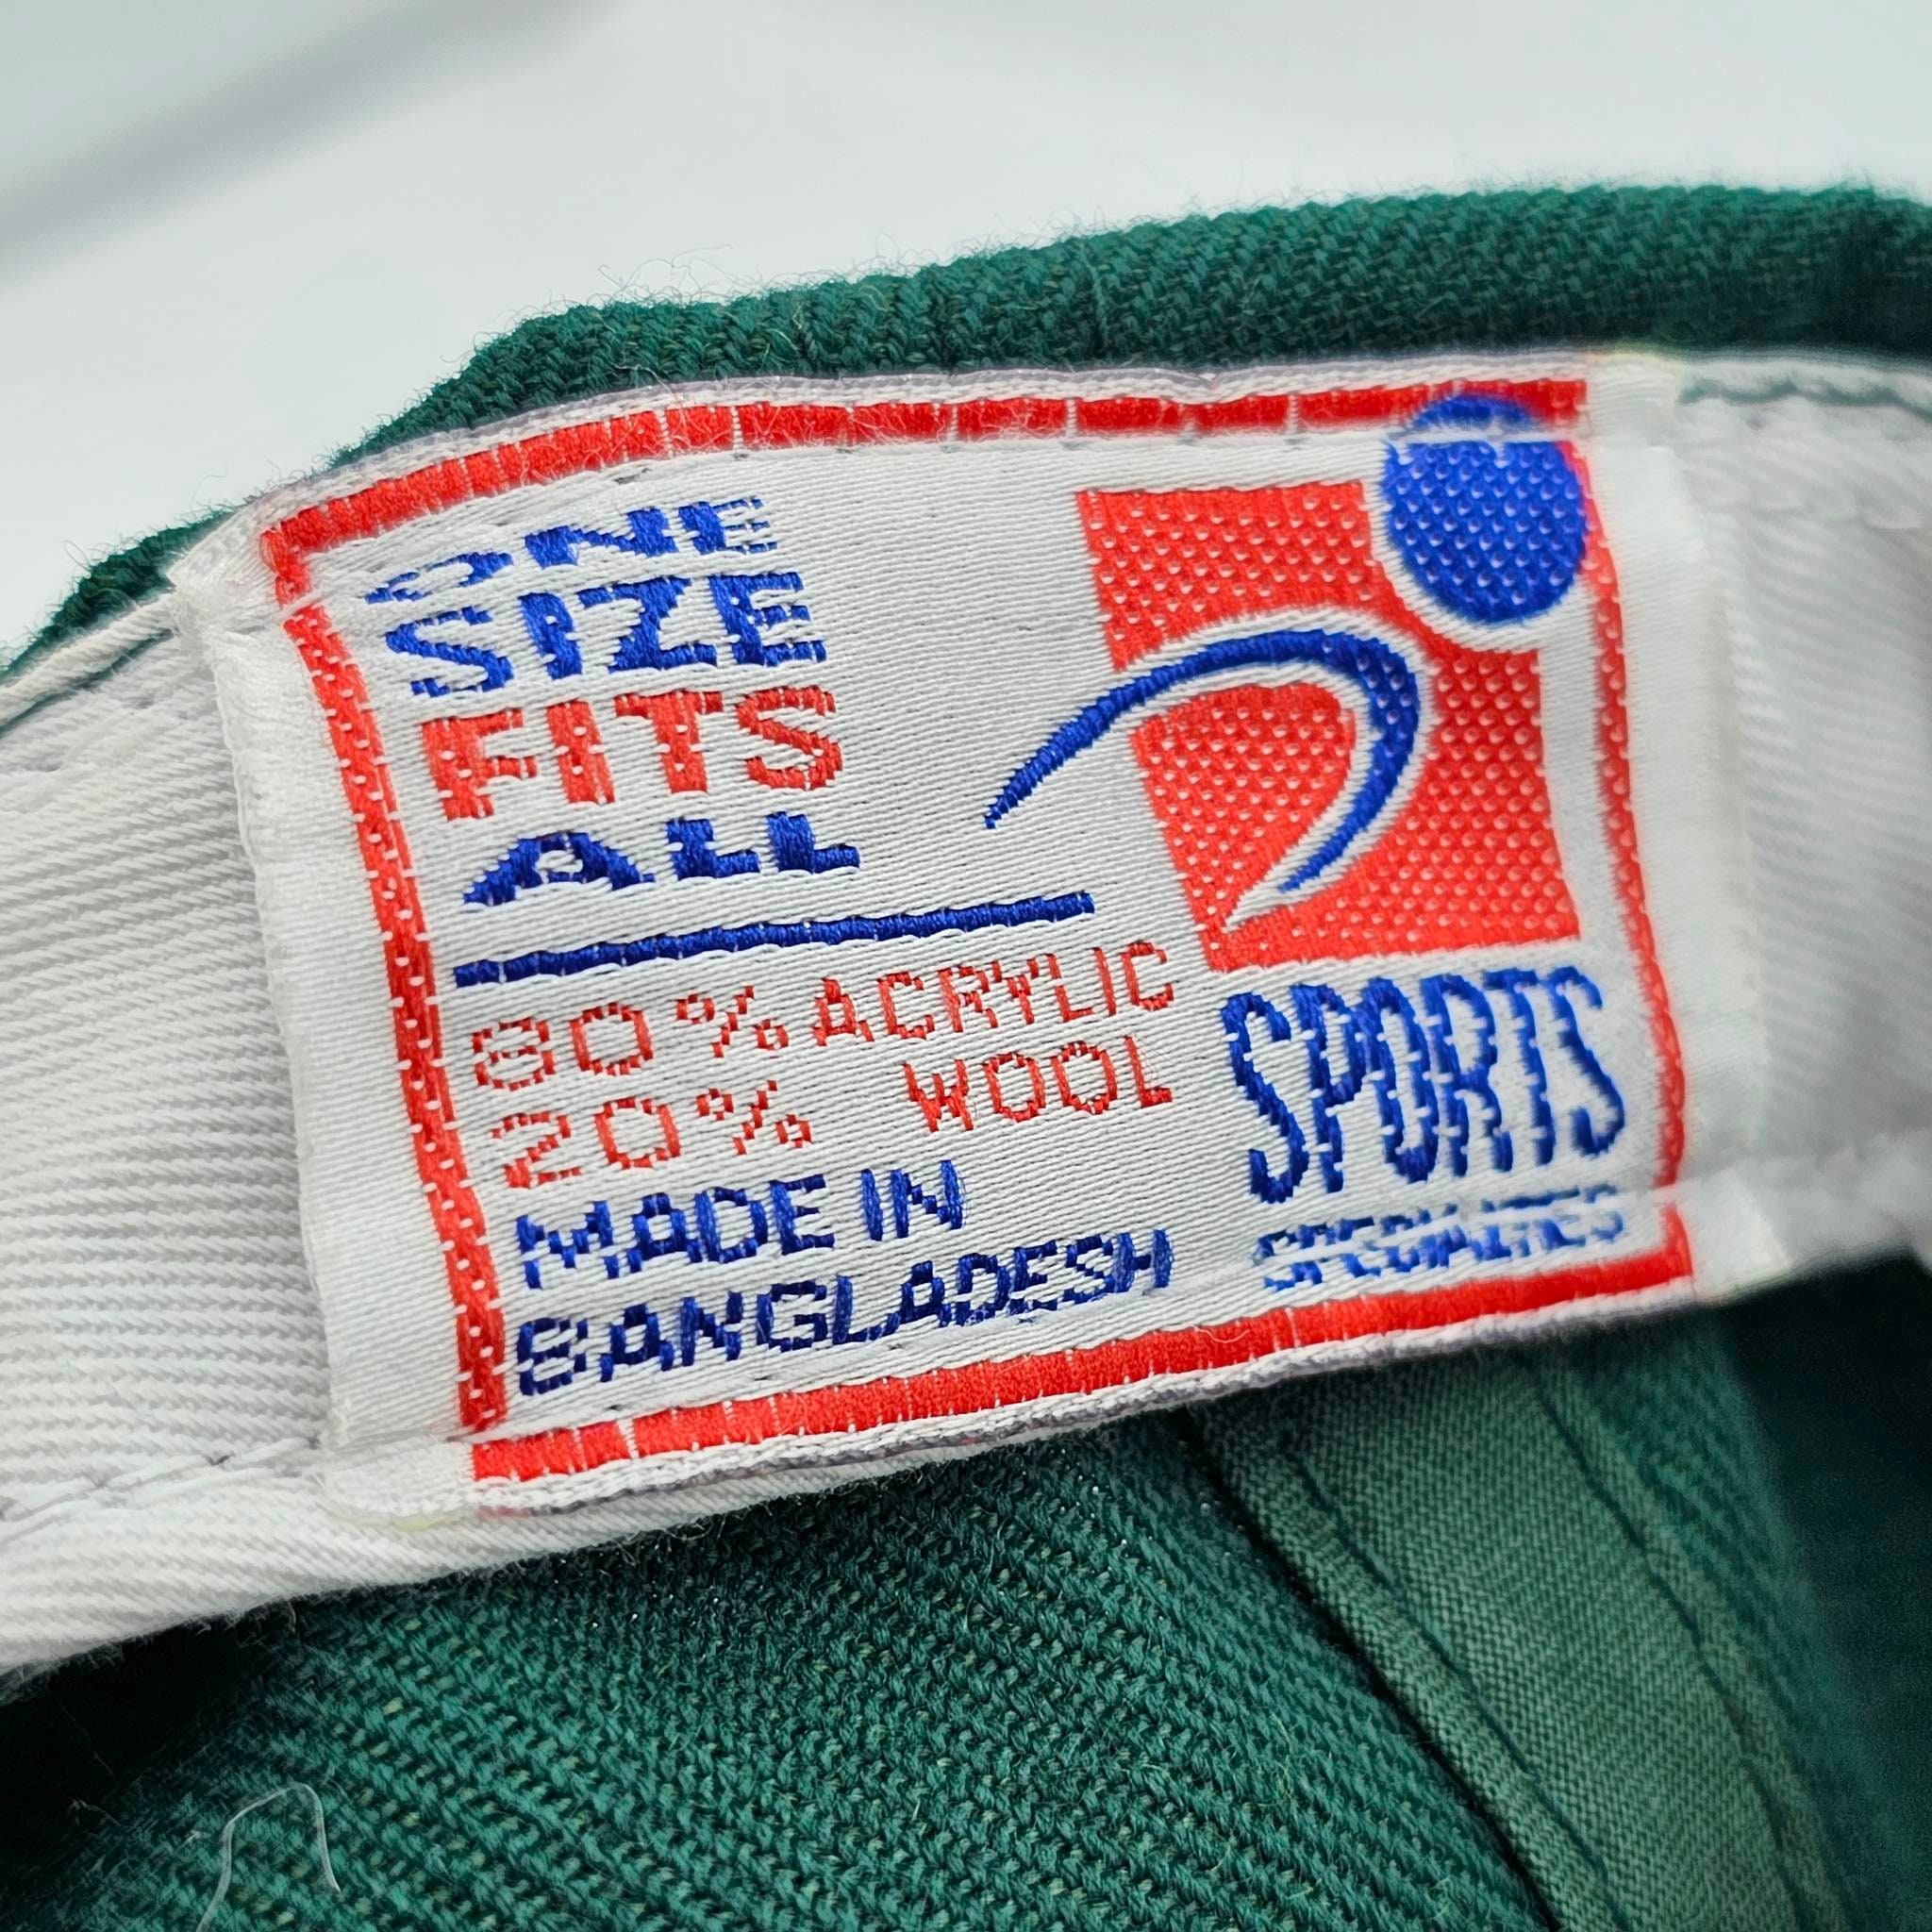 ONE
SIZE
FITS
ALL
80% ACRYLIC
20% WOOL
MADE IN
BANGLADESH
SPORTS
SPECIALTIES